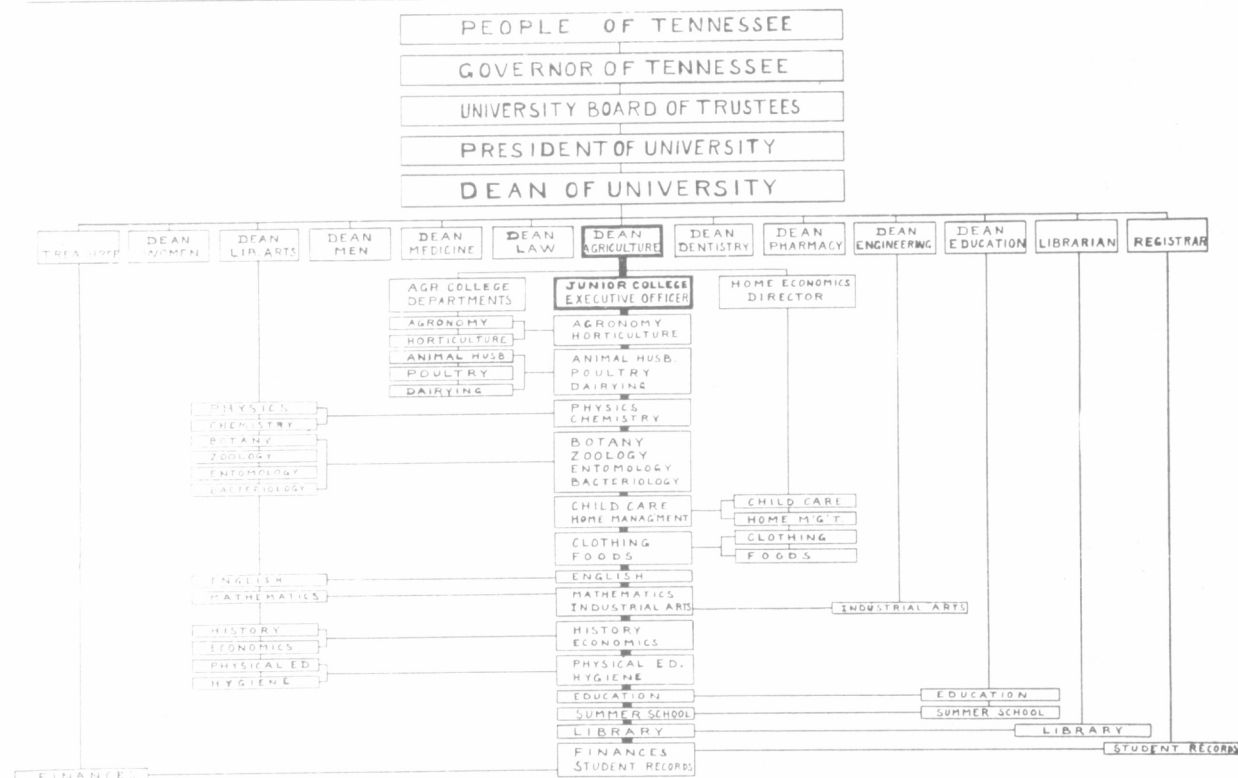 PEOPLE OF TENNESSEE
GOVERNOR OF TENNESSEE
UNIVERSITY BOARD OF TRUSTEES
PRESIDENT OF UNIVERSITY
DEAN OF UNIVERSITY
TREASURER
DEAN
WOMEN
DEAN
LIB. ARTS
DEAN
MEN
DEAN
MEDICINE
DEAN
LAW
DEAN
AGRICULTURE
DEAN
DENTISTRY
DEAN
PHARMACY
DEAN
ENGINEERING
DEAN
EDUCATION
LIBRARIAN
REGISTRAR
AGR COLLEGE
DEPARTMENTS
JUNIOR COLLEGE
EXECUTIVE OFFICER
HOME ECONOMICS
DIRECTOR
AGRONOMY
HORTICULTURE
ANIMAL HUSB
POULTRY
DAIRYING
AGRONOMY
HORTICULTURE
ANIMAL HUSB.
POULTRY
DAIRYING
PHYSICS
CHEMISTRY
PHYSICS
CHEMISTRY
BOTANY
ZOOLOGY
ENTOMOLOGY
BACTERIOLOGY
BOTANY
ZOOLOGY
ENTOMOLOGY
BACTERIOLOGY
CHILD CARE
HOME MANAGMENT
CHILD CARE
HOME M'G'T
CLOTHING
FOODS
CLOTHING
FOODS
ENGLISH
ENGLISH
MATHEMATICS
MATHEMATICS
INDUSTRIAL ARTS
INDUSTRIAL ARTS
HISTORY
ECONOMICS
HISTORY
ECONOMICS
PHYSICAL ED
HYGIENE
PHYSICAL ED.
HYGIENE
EDUCATION
EDUCATION
SUMMER SCHOOL
SUMMER SCHOOL
LIBRARY
LIBRARY
FINANCES
STUDENT RECORDS
STUDENT RECORDS
FINANCES